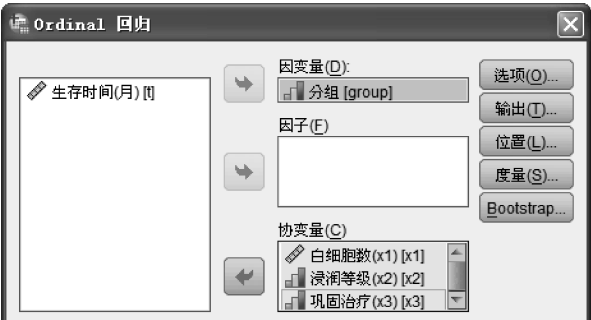 Ordinal 回归
生存时间(月) [t]
因变量(D):
分组 [group]
因子(F)
协变量(C)
白细胞数(x1) [x1]
浸润等级(x2) [x2]
巩固治疗(x3) [x3]
选项(O)...
输出(T)...
位置(L)...
度量(S)...
Bootstrap...